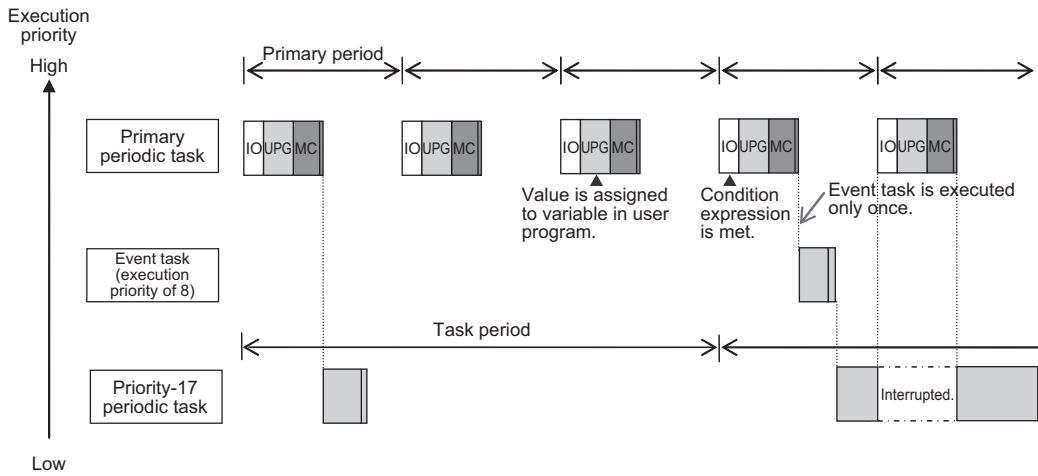 Execution
priority
High
Primary period
Primary
periodic task
IO UPG MC
IO UPG MC
IO UPG MC
IO UPG MC
IO UPG MC
Value is assigned
to variable in user
program.
Condition
expression
is met.
Event task is executed
only once.
Event task
(execution
priority of 8)
Task period
Priority-17
periodic task
Interrupted.
Low